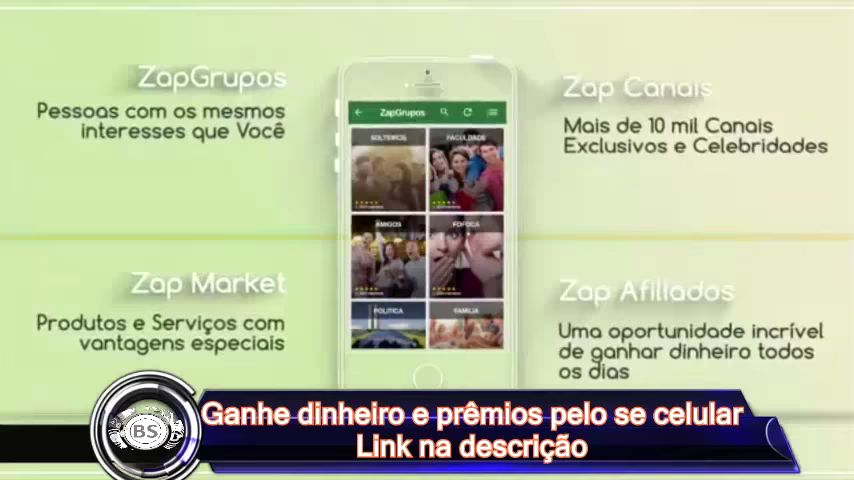 ZapGrupos
Pessoas com os mesmos
interesses que Você
Zap Canais
Mais de 10 mil Canais
Exclusivos e Celebridades
ZapGrupos
SOLTEIROS
FACULDADE
AMIGOS
FOFOCA
POLITICA
FAMILIA
Zap Market
Produtos e Serviços com
vantagens especiais
Zap Afiliados
Uma oportunidade incrível
de ganhar dinheiro todos
os dias
BS
Ganhe dinheiro e prêmios pelo se celular
Link na descrição